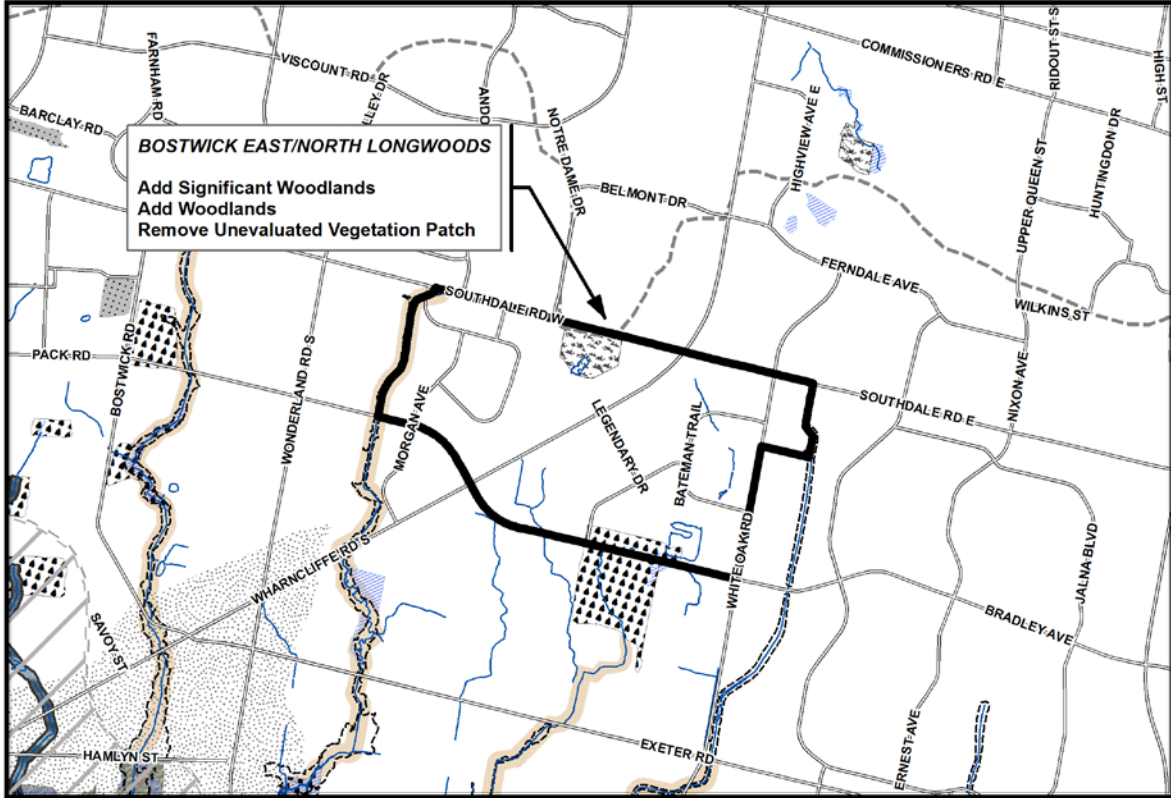 COMMISSIONERS RD E
RIDOUT ST S
HIGH ST
FARNHAM RD
VISCOUNT RD
LLEY DR
ANDO
BARCLAY RD
NOTRE DAME DR
HIGHVIEW AVE E
UPPER QUEEN ST
HUNTINGDON DR
BOSTWICK EAST/NORTH LONGWOODS
Add Significant Woodlands
Add Woodlands
Remove Unevaluated Vegetation Patch
BELMONT DR
FERNDALE AVE
WILKINS ST
SOUTHDALE RD W
PACK RD
BOSTWICK RD
WONDERLAND RD S
MORGAN AVE
LEGENDARY DR
BATEMAN TRAIL
SOUTHDALE RD E
NIXON AVE
WHITE OAK RD
WHARNCLIFFE RD S
JALNA BLVD
BRADLEY AVE
SAVOY ST
HAMLYN ST
EXETER RD
ERNEST AVE